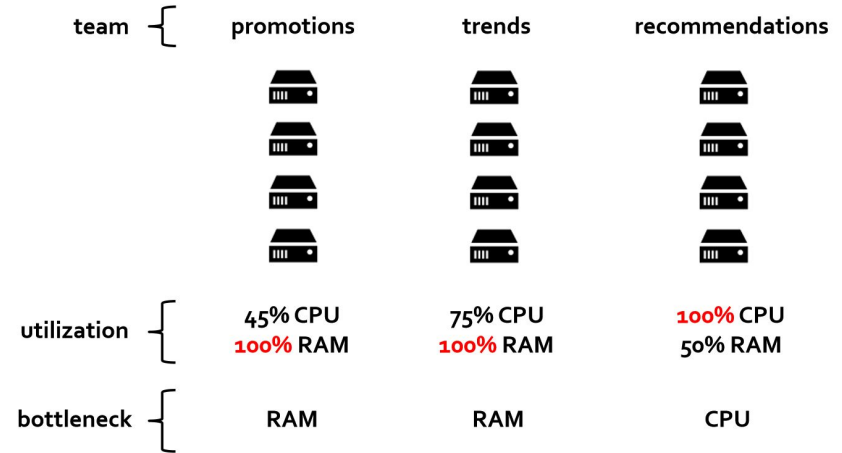 team promotions trends recommendations
utilization
45% CPU 75% CPU 100% CPU
100% RAM 100% RAM 50% RAM
bottleneck RAM RAM CPU